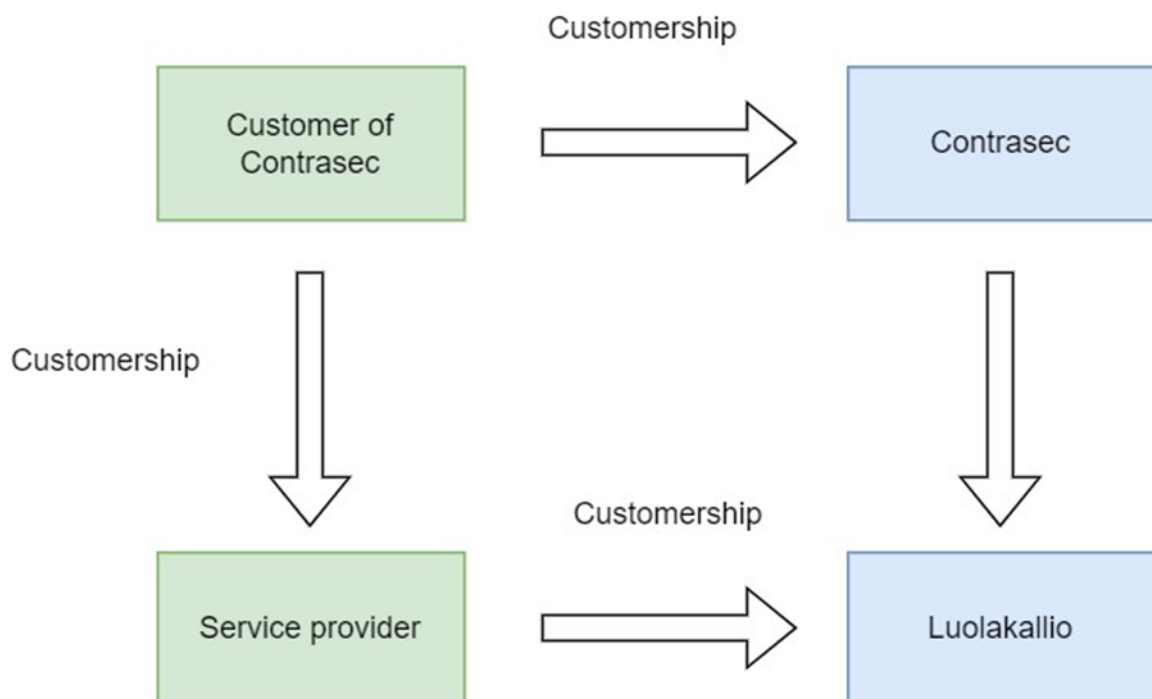 Customership
Customer of
Contrasec
Contrasec
Customership
Customership
Service provider
Luolakallio